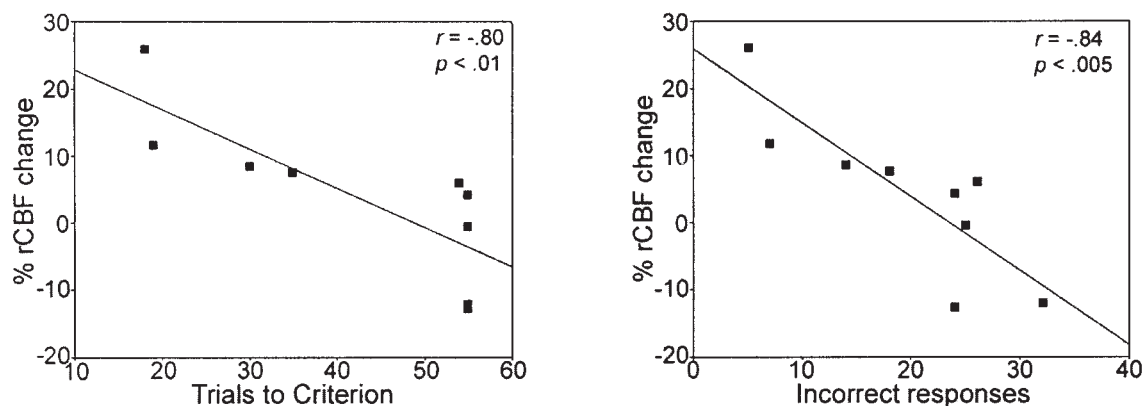 30
20
10
0
-10
-20
% rCBF change
r = -.80
p < .01
10 20 30 40 50 60
Trials to Criterion
30
20
10
0
-10
-20
% rCBF change
r = -.84
p < .005
0 10 20 30 40
Incorrect responses